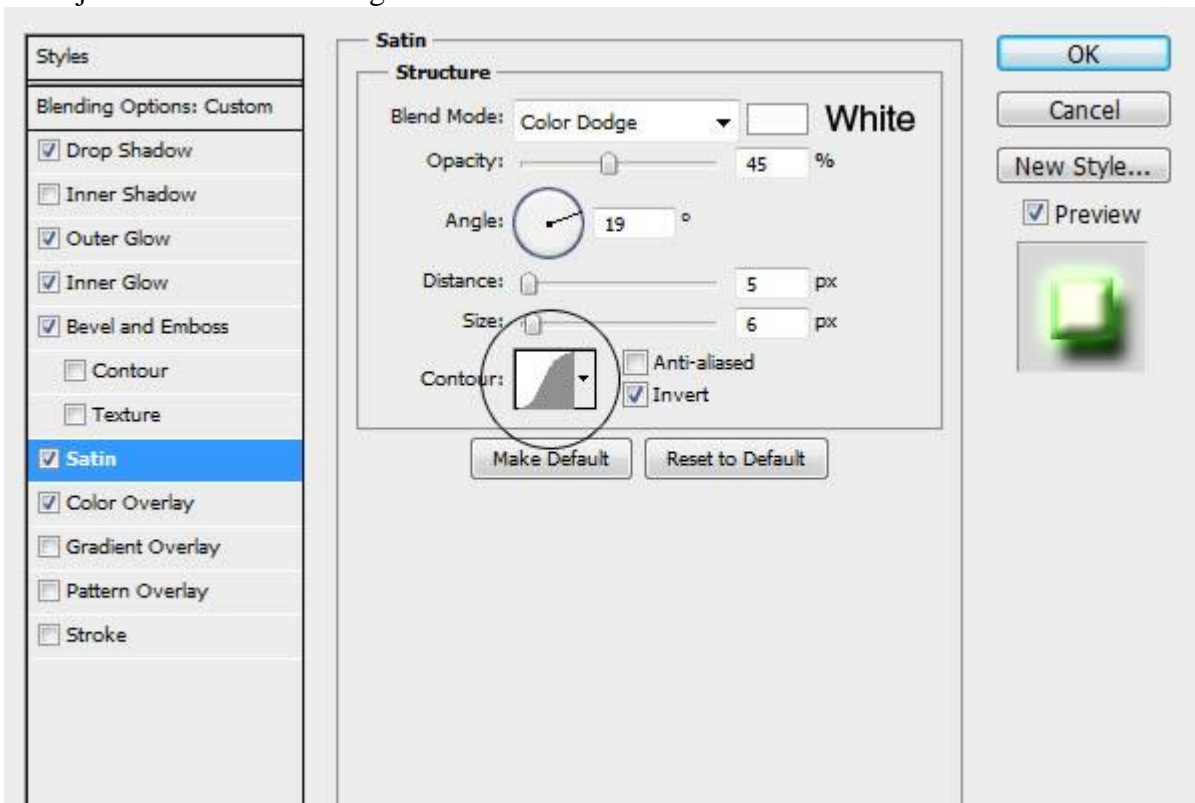 Styles
Blending Options: Custom
Drop Shadow
Inner Shadow
Outer Glow
Inner Glow
Bevel and Emboss
Contour
Texture
Satin
Color Overlay
Gradient Overlay
Pattern Overlay
Stroke
Satin
Structure
Blend Mode: Color Dodge White
Opacity: 45 %
Angle: 19 °
Distance: 5 px
Size: 6 px
Contour: Anti-aliased
Invert
Make Default Reset to Default
OK
Cancel
New Style...
Preview